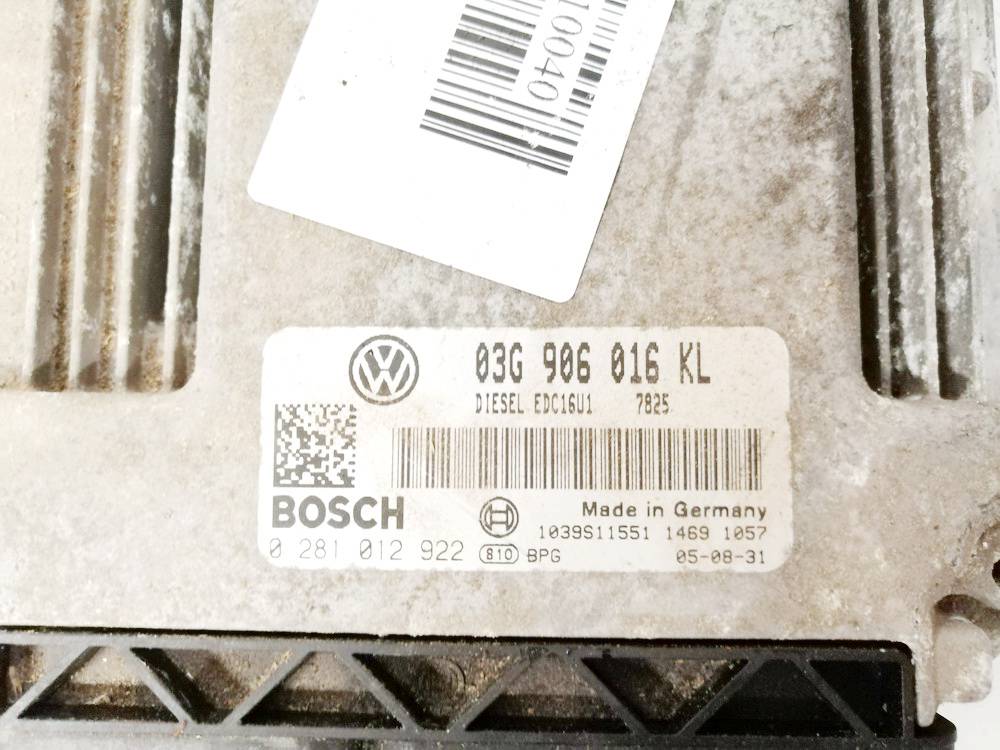 10040
03G 906 016 KL
DIESEL EDC16U1 7825
BOSCH
Made in Germany
1039S11551 1469 1057
0 281 012 922 810 BPG 05-08-31